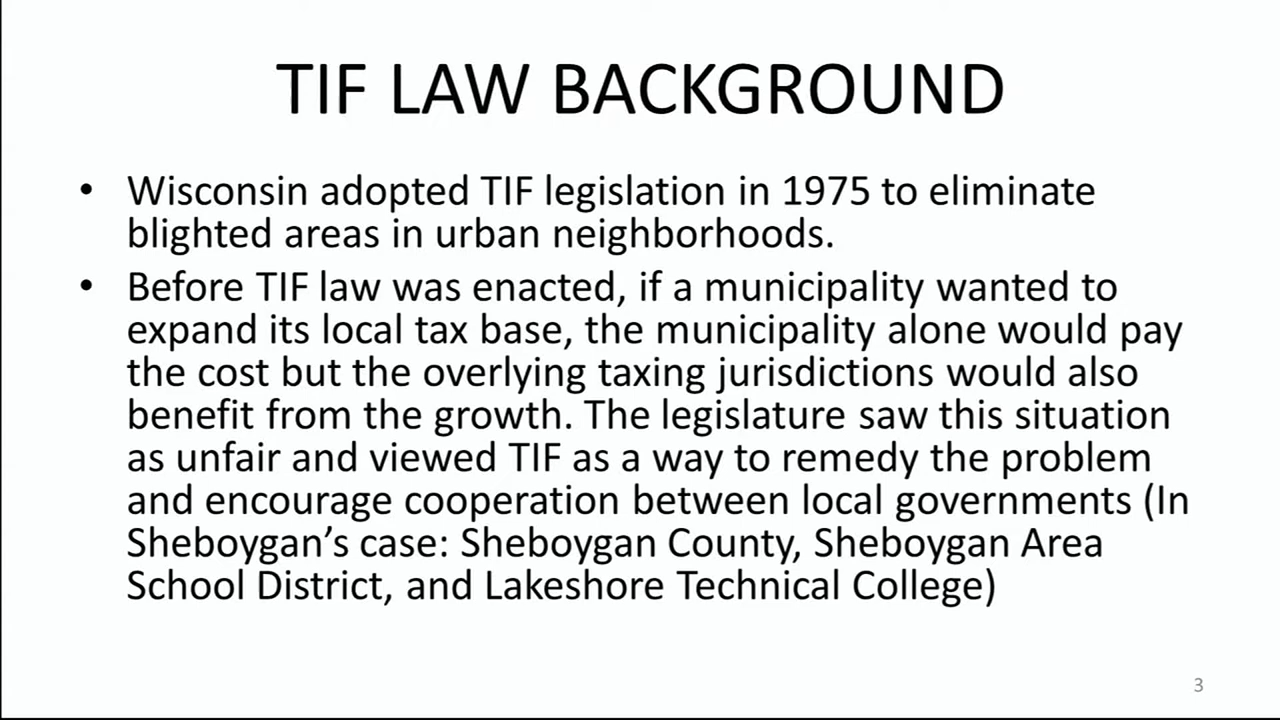 TIF LAW BACKGROUND
• Wisconsin adopted TIF legislation in 1975 to eliminate
blighted areas in urban neighborhoods.
• Before TIF law was enacted, if a municipality wanted to
expand its local tax base, the municipality alone would pay
the cost but the overlying taxing jurisdictions would also
benefit from the growth. The legislature saw this situation
as unfair and viewed TIF as a way to remedy the problem
and encourage cooperation between local governments (In
Sheboygan’s case: Sheboygan County, Sheboygan Area
School District, and Lakeshore Technical College)
3